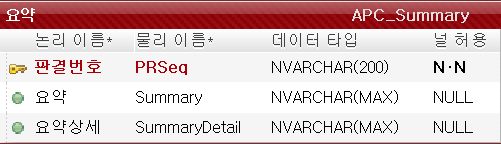 요약 APC_Summary
논리 이름* 물리 이름* 데이터 타입 널 허용
판결번호 PRSeq NVARCHAR(200) N·N
요약 Summary NVARCHAR(MAX) NULL
요약상세 SummaryDetail NVARCHAR(MAX) NULL